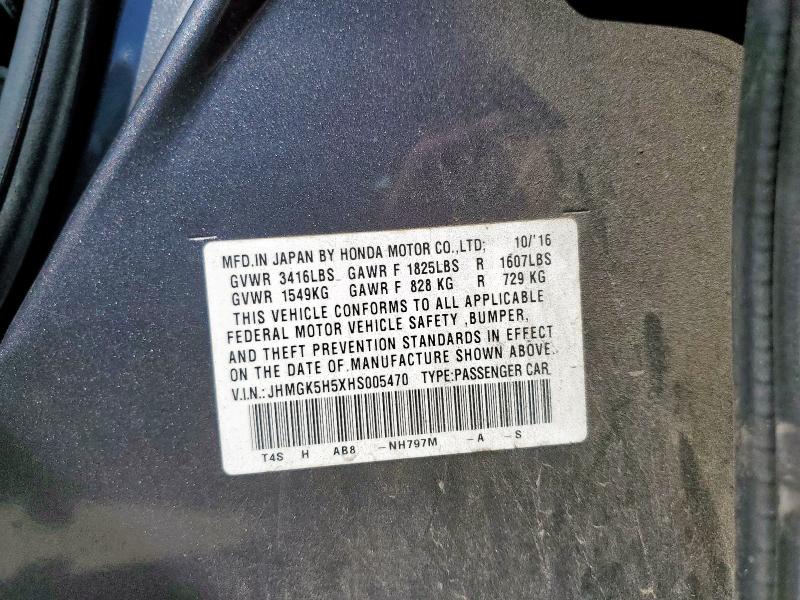 MFD.IN JAPAN BY HONDA MOTOR CO.,LTD; 10/'16
GVWR 3416LBS GAWR F 1825LBS R 1607LBS
GVWR 1549KG GAWR F 828 KG R 729 KG
THIS VEHICLE CONFORMS TO ALL APPLICABLE
FEDERAL MOTOR VEHICLE SAFETY ,BUMPER,
AND THEFT PREVENTION STANDARDS IN EFFECT
ON THE DATE OF MANUFACTURE SHOWN ABOVE.
V.I.N.:JHMGK5H5XHS005470 TYPE:PASSENGER CAR
T4S H AB8 -NH797M -A -S